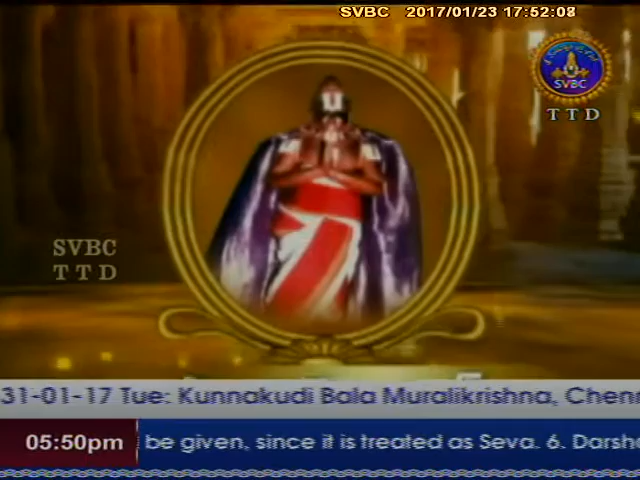 SVBC 2017/01/23 17:52:08
SVBC
TTD
SVBC
TTD
31-01-17 Tue: Kunnakudi Bala Muralikrishna, Chenn
05:50pm be given, since it is treated as Seva. 6. Darsha